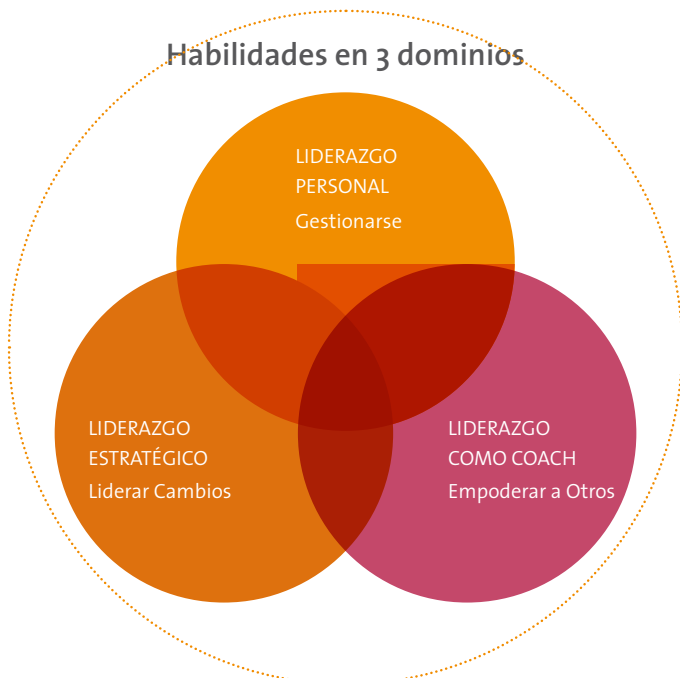 Habilidades en 3 dominios
LIDERAZGO
PERSONAL
Gestionarse
LIDERAZGO
ESTRATÉGICO
Liderar Cambios
LIDERAZGO
COMO COACH
Empoderar a Otros